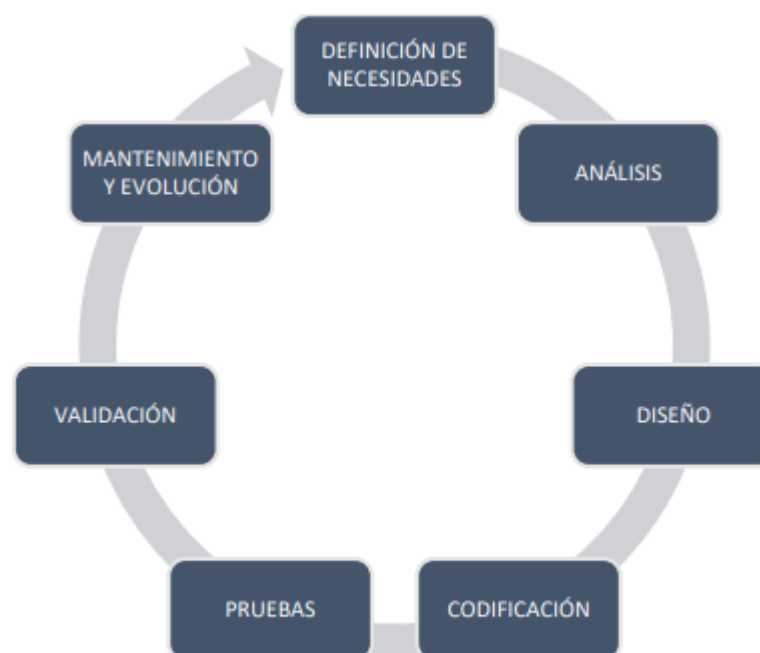 DEFINICIÓN DE
NECESIDADES
ANÁLISIS
DISEÑO
CODIFICACIÓN
PRUEBAS
VALIDACIÓN
MANTENIMIENTO
Y EVOLUCIÓN